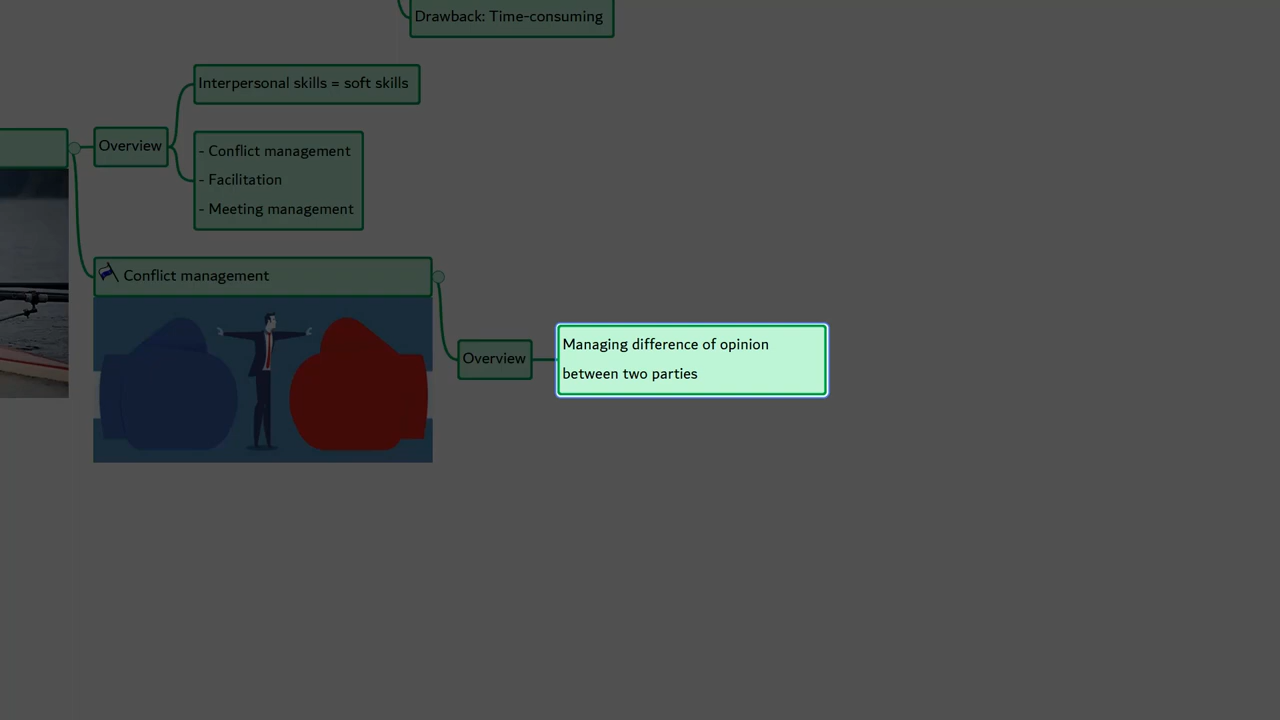 Drawback: Time-consuming
Interpersonal skills = soft skills
Overview
- Conflict management
- Facilitation
- Meeting management
Conflict management
Overview
Managing difference of opinion
between two parties